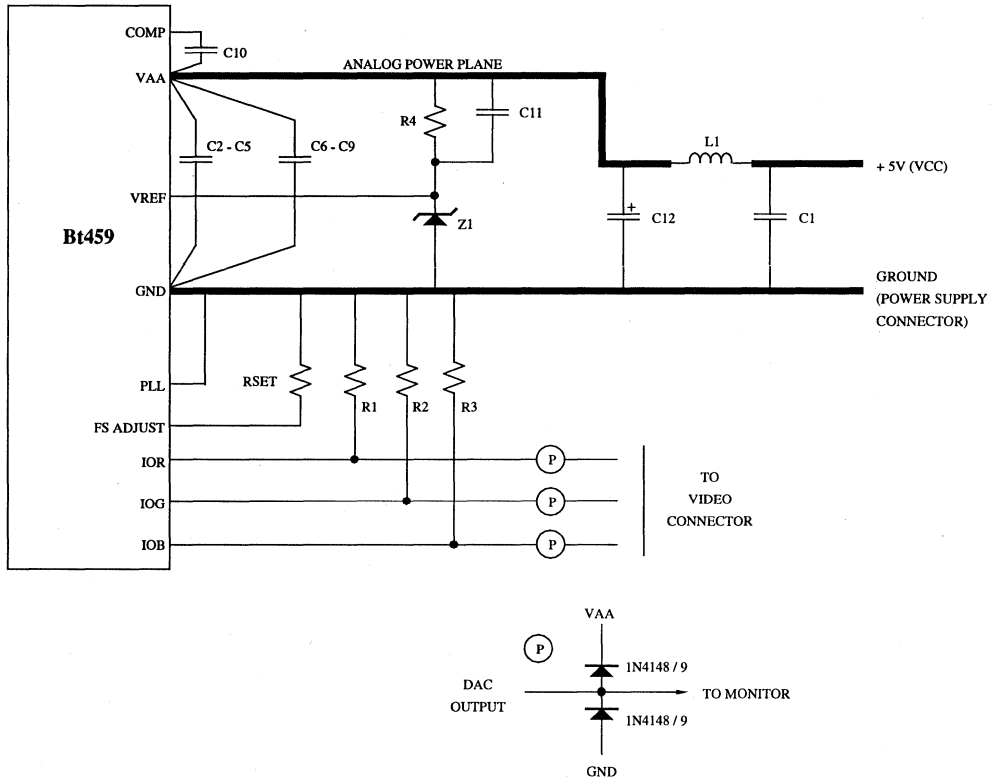 COMP
C10
VAA
ANALOG POWER PLANE
R4
C11
L1
C2 - C5
C6 - C9
+ 5V (VCC)
VREF
Z1
+
C12
C1
Bt459
GND
GROUND
(POWER SUPPLY
CONNECTOR)
PLL
RSET
R1
R2
R3
FS ADJUST
IOR
P
IOG
P
IOB
P
TO
VIDEO
CONNECTOR
VAA
P
1N4148 / 9
DAC
OUTPUT
TO MONITOR
1N4148 / 9
GND